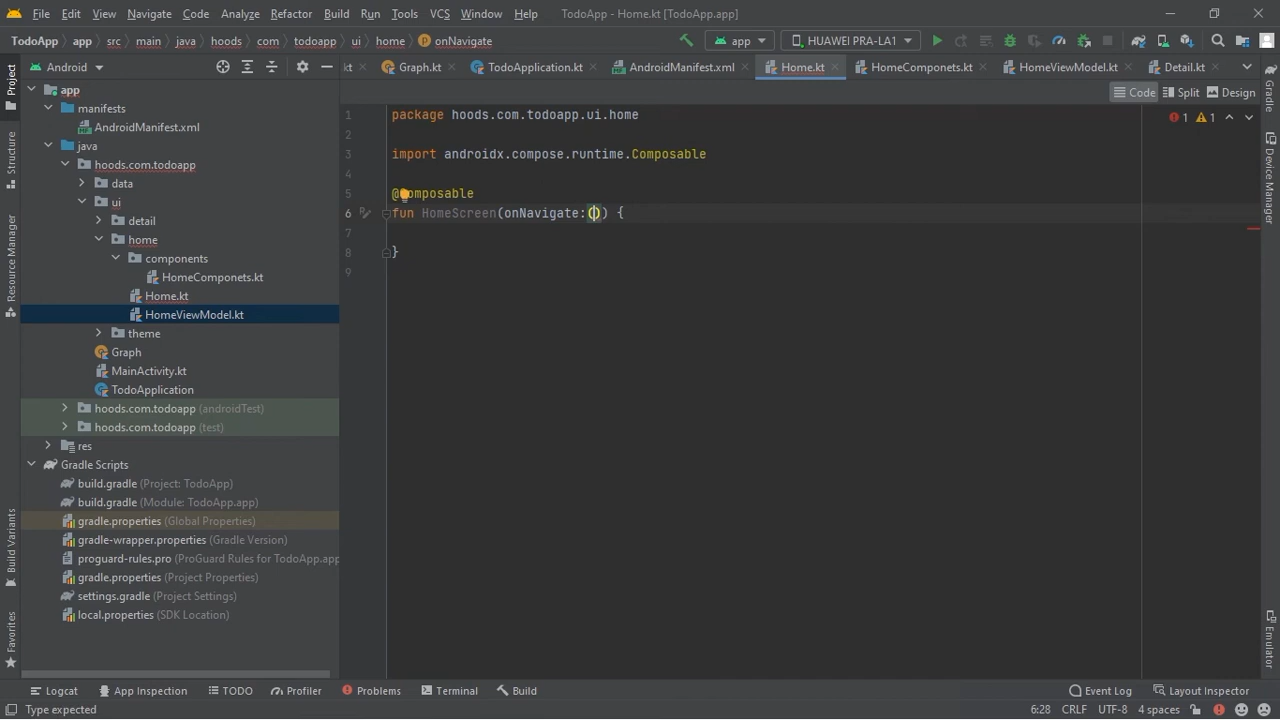 File Edit View Navigate Code Analyze Refactor Build Run Tools VCS Window Help TodoApp - Home.kt [TodoApp.app]
TodoApp app src main java hoods com todoapp ui home onNavigate app HUAWEI PRA-LA1
Android
kt Graph.kt TodoApplication.kt AndroidManifest.xml Home.kt HomeComponets.kt HomeViewModel.kt Detail.kt
Code Split Design
app
manifests
AndroidManifest.xml
java
hoods.com.todoapp
data
ui
detail
home
components
HomeComponets.kt
Home.kt
HomeViewModel.kt
theme
Graph
MainActivity.kt
TodoApplication
hoods.com.todoapp (androidTest)
hoods.com.todoapp (test)
res
Gradle Scripts
build.gradle (Project: TodoApp)
build.gradle (Module: TodoApp.app)
gradle.properties (Global Properties)
gradle-wrapper.properties (Gradle Version)
proguard-rules.pro (ProGuard Rules for TodoApp.app
gradle.properties (Project Properties)
settings.gradle (Project Settings)
local.properties (SDK Location)
1 package hoods.com.todoapp.ui.home
2
3 import androidx.compose.runtime.Composable
4
5 @Composable
6 fun HomeScreen(onNavigate:()) {
7
8 }
9
1 1
Project
Resource Manager
Structure
Build Variants
Favorites
Gradle
Device Manager
Emulator
Logcat App Inspection TODO Profiler Problems Terminal Build Event Log Layout Inspector
Type expected 6:28 CRLF UTF-8 4 spaces